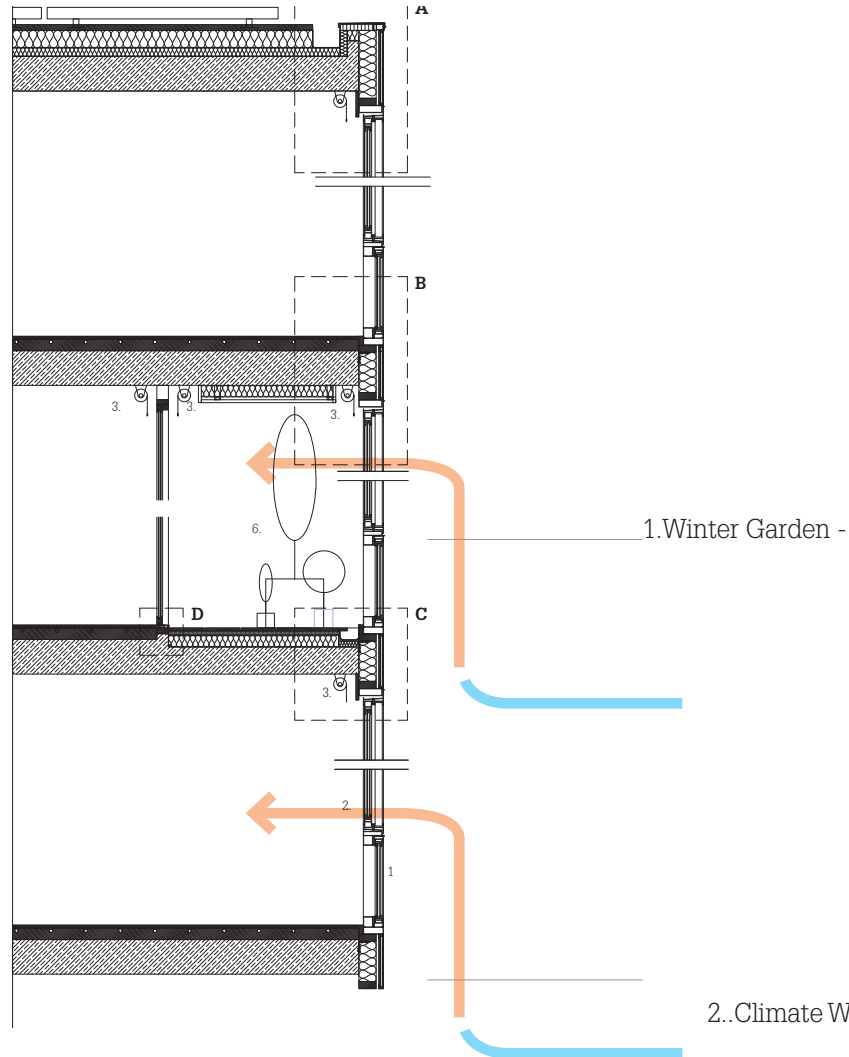 A
B
3.
3.
3.
1.Winter Garden -
6.
D
C
3.
2.
1
2..Climate W